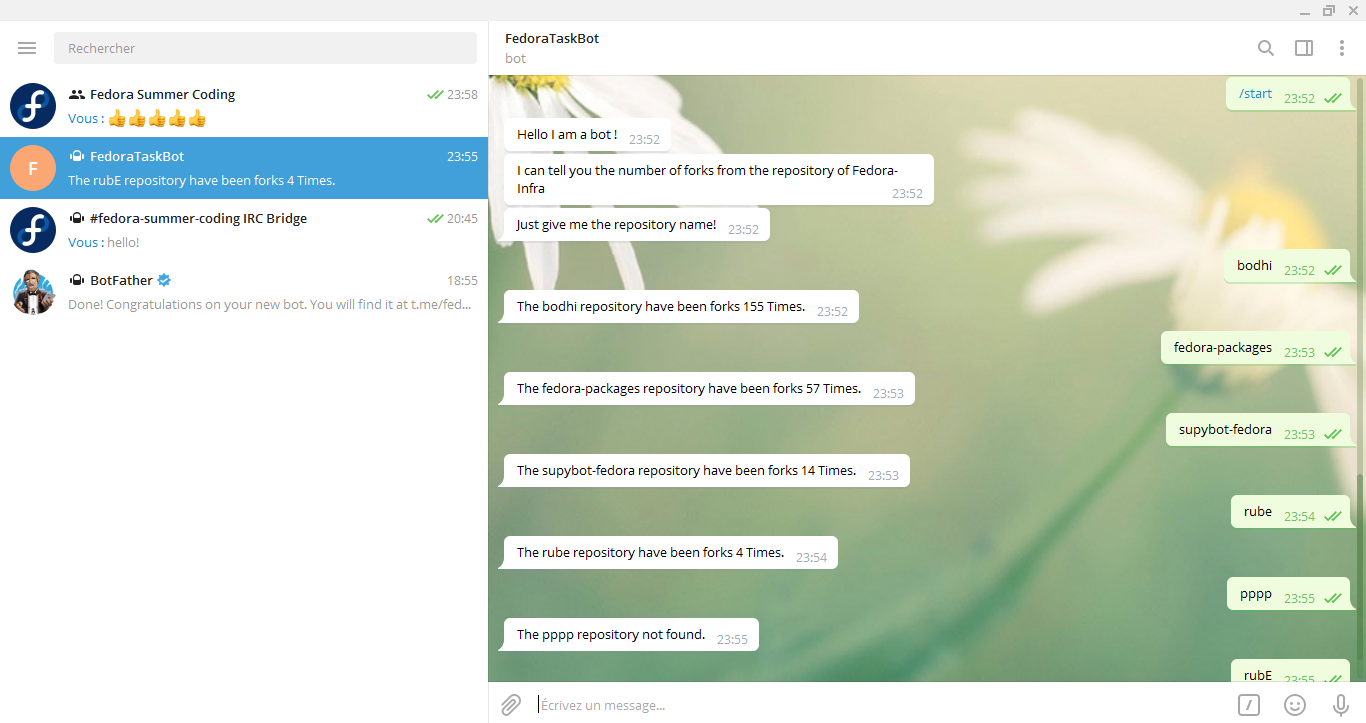 Rechercher
Fedora Summer Coding 23:58
Vous : 👍👍👍👍👍
F
FedoraTaskBot 23:55
The rubE repository have been forks 4 Times.
#fedora-summer-coding IRC Bridge 20:45
Vous : hello!
BotFather 18:55
Done! Congratulations on your new bot. You will find it at t.me/fed...
FedoraTaskBot
bot
/start 23:52
Hello I am a bot ! 23:52
I can tell you the number of forks from the repository of Fedora-
Infra 23:52
Just give me the repository name! 23:52
bodhi 23:52
The bodhi repository have been forks 155 Times. 23:52
fedora-packages 23:53
The fedora-packages repository have been forks 57 Times. 23:53
supybot-fedora 23:53
The supybot-fedora repository have been forks 14 Times. 23:53
rube 23:54
The rube repository have been forks 4 Times. 23:54
pppp 23:55
The pppp repository not found. 23:55
rubE 23:55
Écrivez un message...